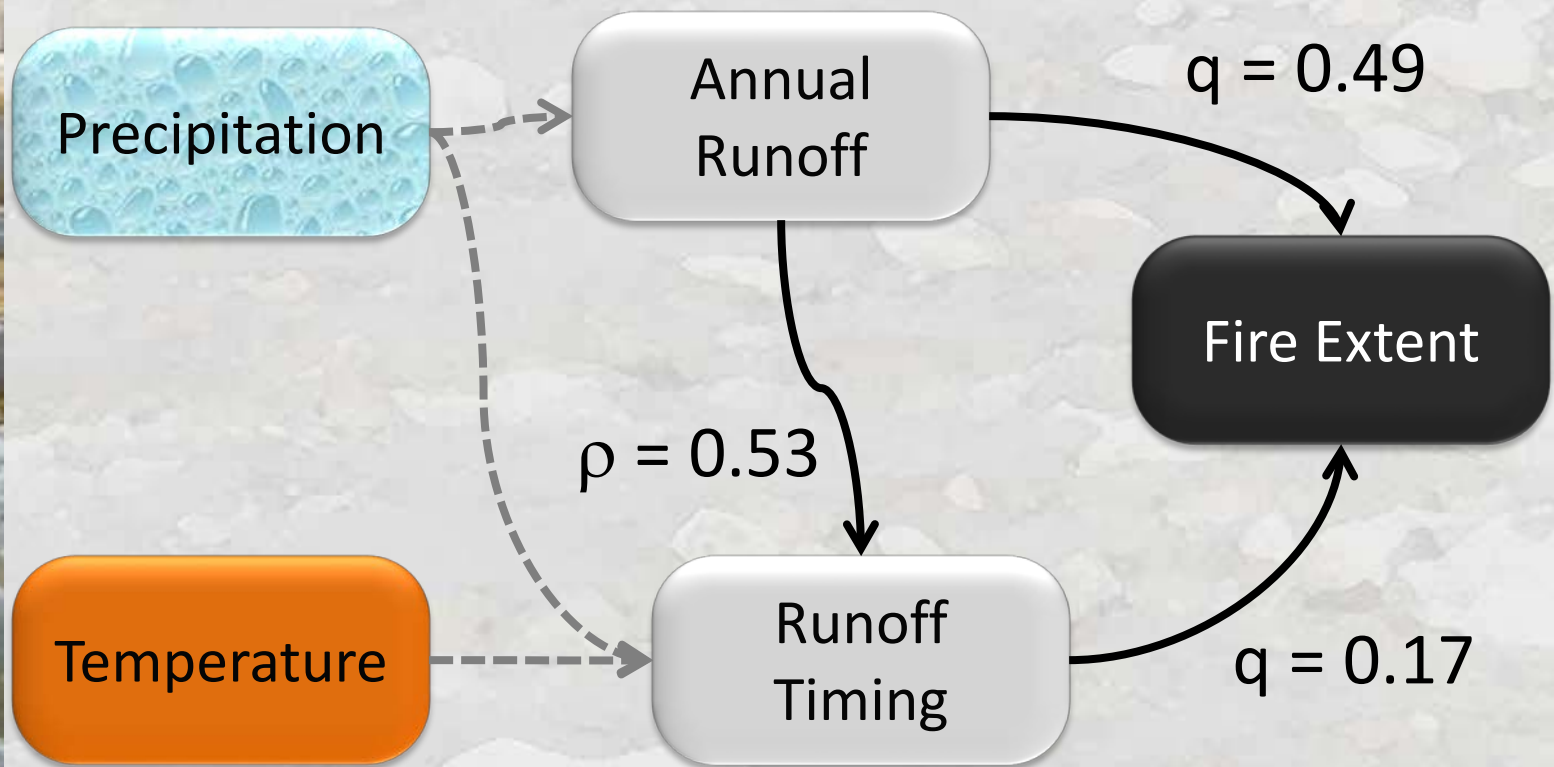 Precipitation
Annual
Runoff
q = 0.49
Fire Extent
ρ = 0.53
Temperature
Runoff
Timing
q = 0.17